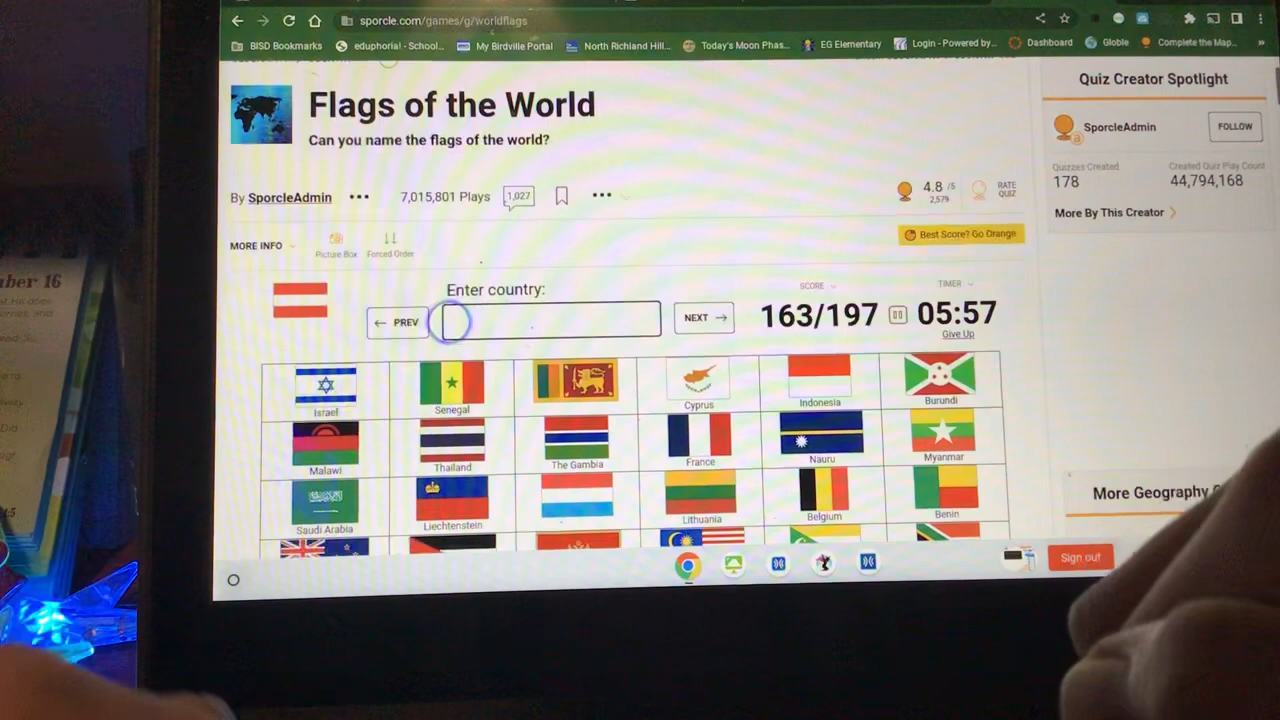 sporcle.com/games/g/worldflags
BISD Bookmarks
eduphoria! - School...
My Birdville Portal
North Richland Hill...
Today's Moon Phas...
EG Elementary
Login - Powered by...
Dashboard
Globle
Complete the Map...
»
Flags of the World
Can you name the flags of the world?
By SporcleAdmin ••• 7,015,801 Plays 1,027 •••
4.8 /5
2,579
RATE QUIZ
MORE INFO
Picture Box
Forced Order
Best Score? Go Orange
Enter country:
← PREV
NEXT →
SCORE
163/197
TIMER
05:57
Give Up
Israel
Senegal
Cyprus
Indonesia
Burundi
Malawi
Thailand
The Gambia
France
Nauru
Myanmar
Saudi Arabia
Liechtenstein
Lithuania
Belgium
Benin
Quiz Creator Spotlight
SporcleAdmin
FOLLOW
Quizzes Created
178
Created Quiz Play Count
44,794,168
More By This Creator
More Geography
Sign out
ber 16